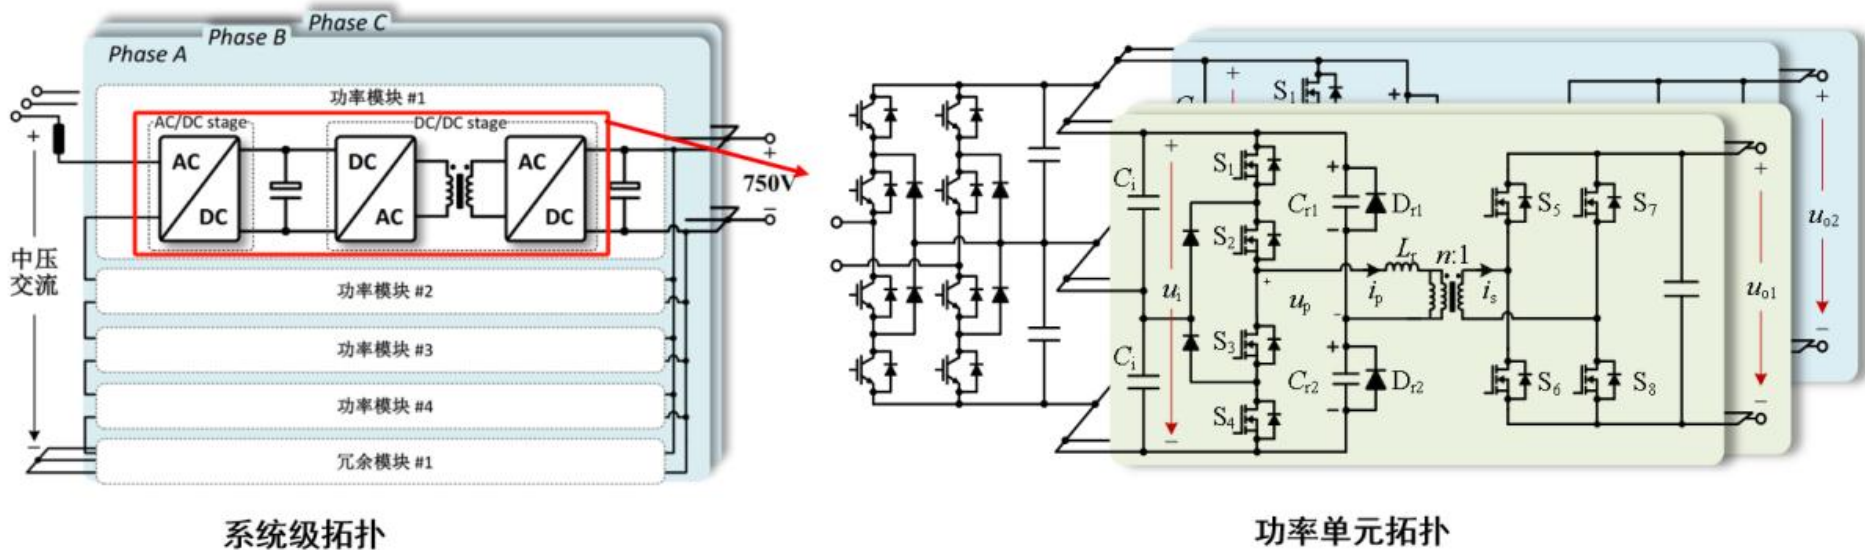 Phase C
Phase B
Phase A
功率模块 #1
AC/DC stage
DC/DC stage
AC
DC
DC
AC
AC
DC
+
750V
−
+
中压
交流
−
功率模块 #2
功率模块 #3
功率模块 #4
冗余模块 #1
系统级拓扑
+
S1
+
C
+
uo2
−
+
Ci
ui
Ci
−
S1
S2
S3
S4
+
up
-
+
Cr1
−
Dr1
+
Cr2
−
Dr2
Lr
n:1
ip
is
S5
S7
S6
S8
+
uo1
−
功率单元拓扑